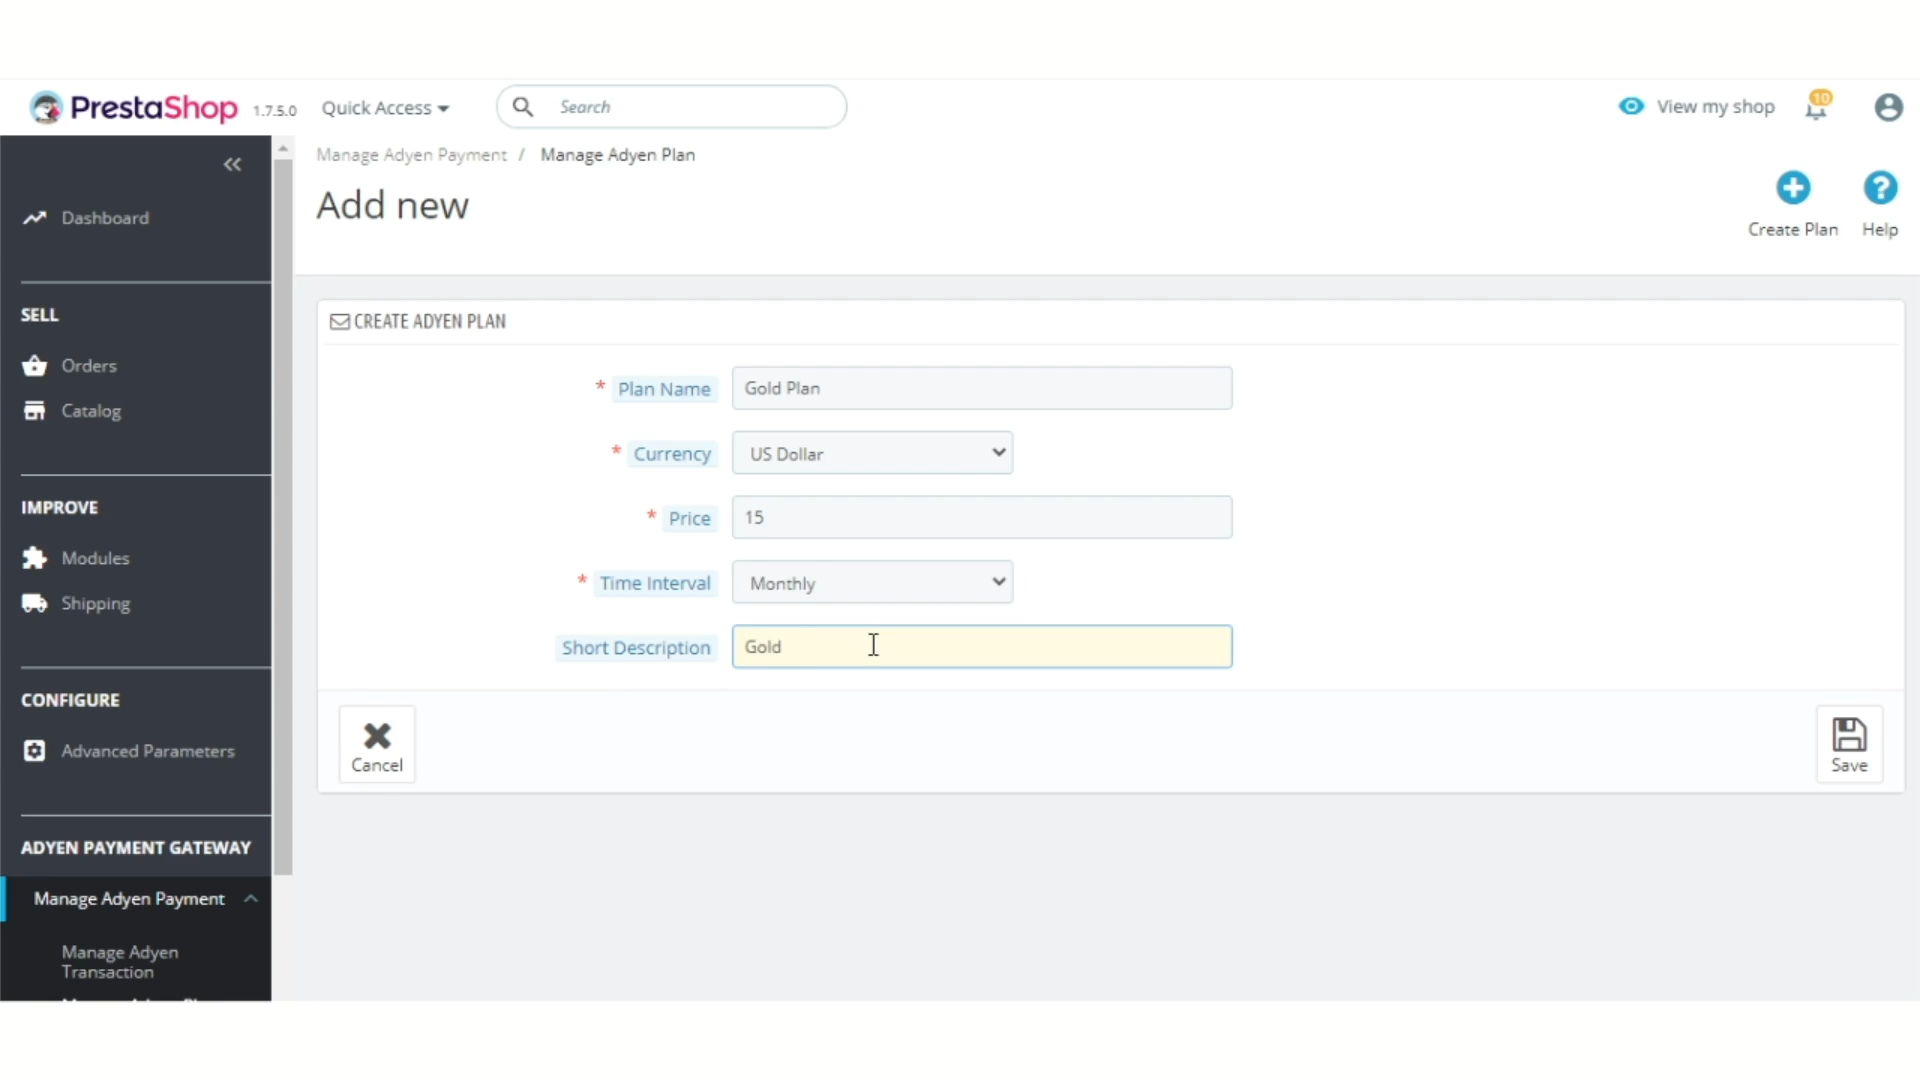 PrestaShop 1.7.5.0 Quick Access Search View my shop 10
Manage Adyen Payment / Manage Adyen Plan
Add new
Create Plan Help
Dashboard
SELL
Orders
Catalog
IMPROVE
Modules
Shipping
CONFIGURE
Advanced Parameters
ADYEN PAYMENT GATEWAY
Manage Adyen Payment
Manage Adyen
Transaction
CREATE ADYEN PLAN
* Plan Name Gold Plan
* Currency US Dollar
* Price 15
* Time Interval Monthly
Short Description Gold
Cancel Save